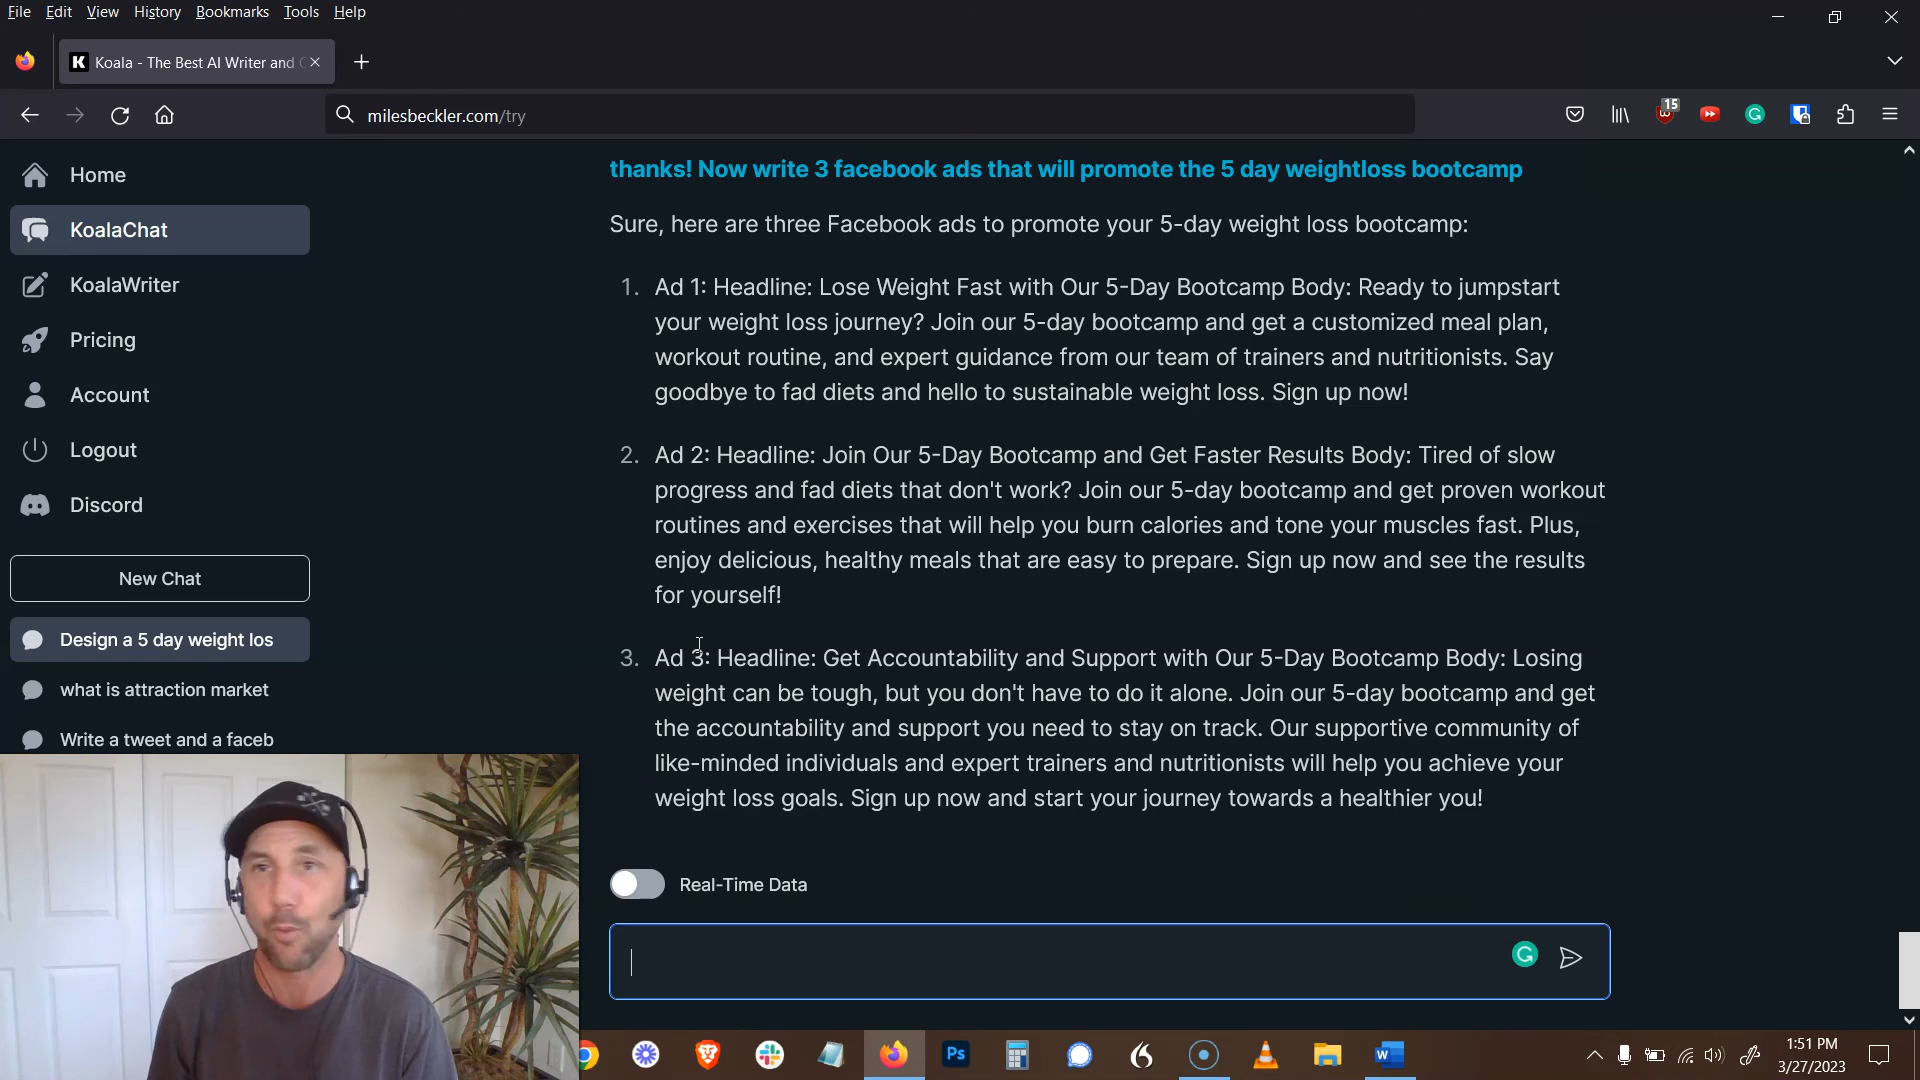 File Edit View History Bookmarks Tools Help
Koala - The Best AI Writer and C
milesbeckler.com/try
15
Home
KoalaChat
KoalaWriter
Pricing
Account
Logout
Discord
New Chat
Design a 5 day weight los
what is attraction market
Write a tweet and a faceb
thanks! Now write 3 facebook ads that will promote the 5 day weightloss bootcamp
Sure, here are three Facebook ads to promote your 5-day weight loss bootcamp:
1. Ad 1: Headline: Lose Weight Fast with Our 5-Day Bootcamp Body: Ready to jumpstart
your weight loss journey? Join our 5-day bootcamp and get a customized meal plan,
workout routine, and expert guidance from our team of trainers and nutritionists. Say
goodbye to fad diets and hello to sustainable weight loss. Sign up now!
2. Ad 2: Headline: Join Our 5-Day Bootcamp and Get Faster Results Body: Tired of slow
progress and fad diets that don't work? Join our 5-day bootcamp and get proven workout
routines and exercises that will help you burn calories and tone your muscles fast. Plus,
enjoy delicious, healthy meals that are easy to prepare. Sign up now and see the results
for yourself!
3. Ad 3: Headline: Get Accountability and Support with Our 5-Day Bootcamp Body: Losing
weight can be tough, but you don't have to do it alone. Join our 5-day bootcamp and get
the accountability and support you need to stay on track. Our supportive community of
like-minded individuals and expert trainers and nutritionists will help you achieve your
weight loss goals. Sign up now and start your journey towards a healthier you!
Real-Time Data
Ps
1:51 PM
3/27/2023